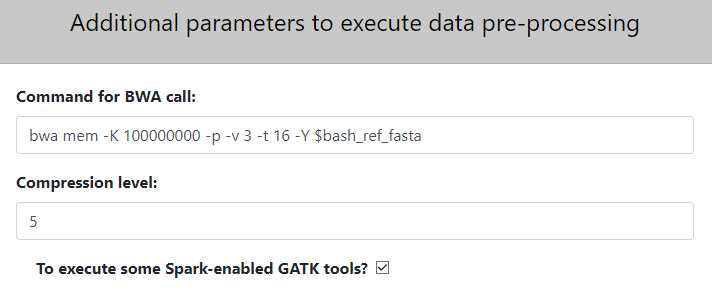 Additional parameters to execute data pre-processing
Command for BWA call:
bwa mem -K 100000000 -p -v 3 -t 16 -Y $bash_ref_fasta
Compression level:
5
To execute some Spark-enabled GATK tools?